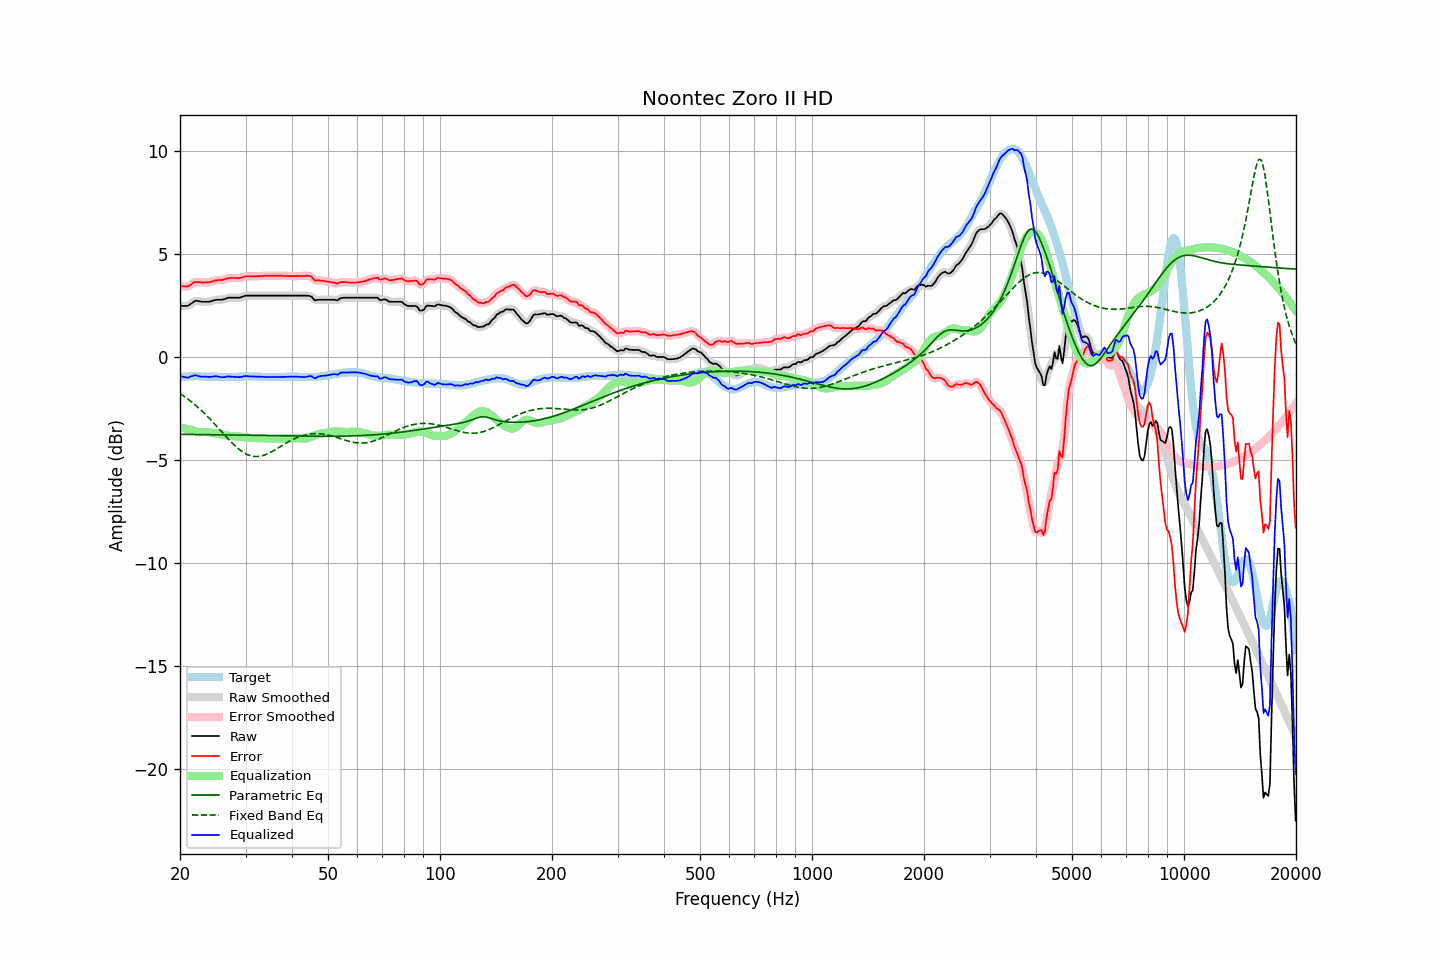 Noontec Zoro II HD
10
5
0
−5
−10
−15
−20
Amplitude (dBr)
Target
Raw Smoothed
Error Smoothed
Raw
Error
Equalization
Parametric Eq
Fixed Band Eq
Equalized
20 50 100 200 500 1000 2000 5000 10000 20000
Frequency (Hz)